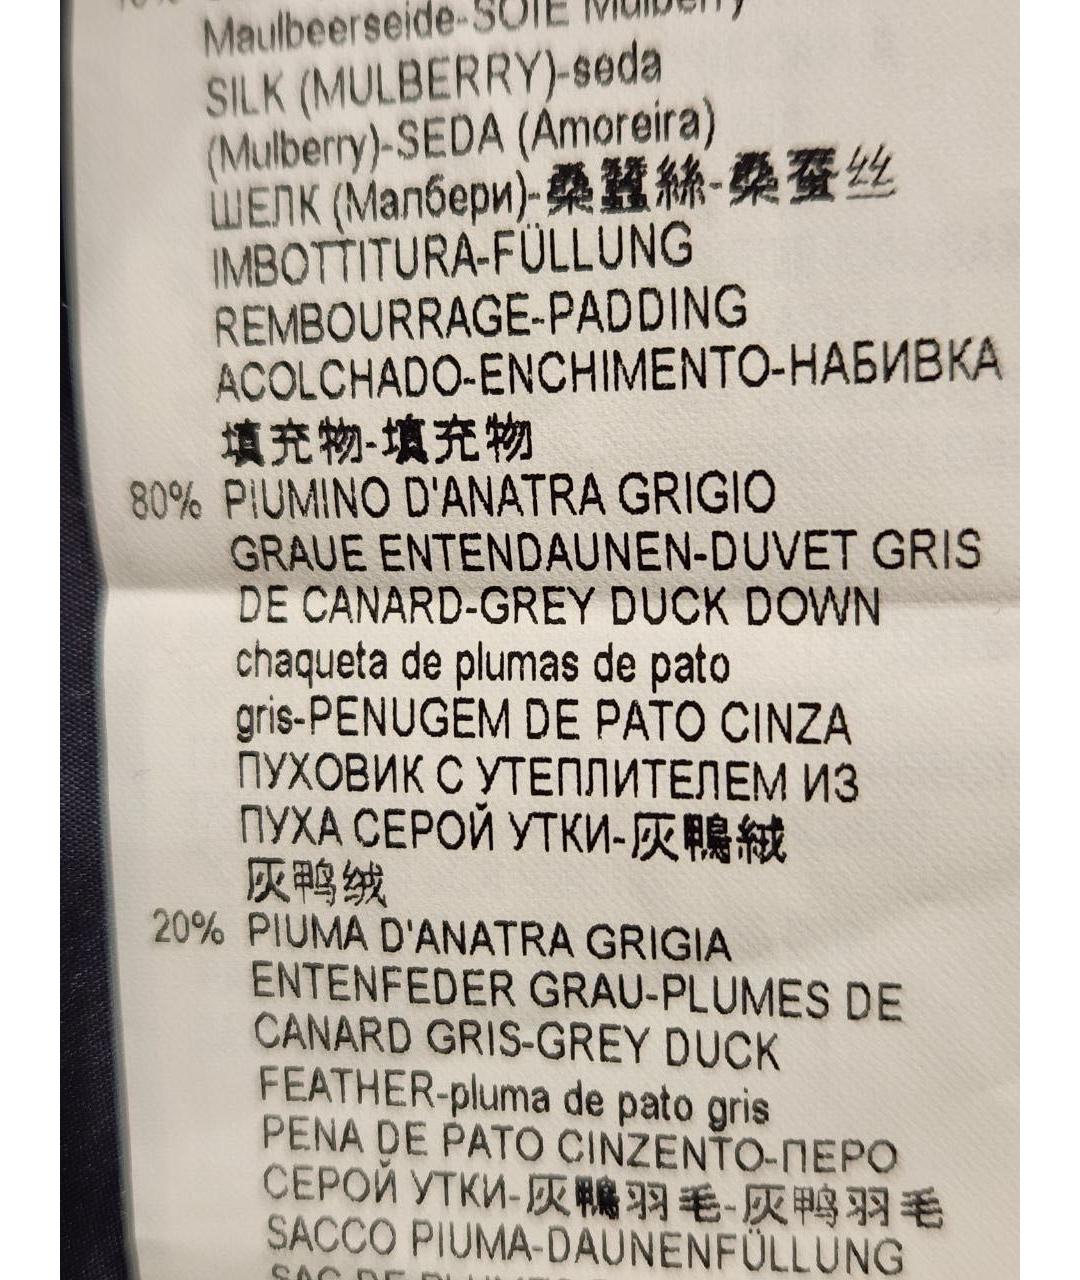 Maulbeerseide-SOIE Mulberry
SILK (MULBERRY)-seda
(Mulberry)-SEDA (Amoreira)
ШЕЛК (Малбери)-桑蠶絲-桑蚕丝
IMBOTTITURA-FÜLLUNG
REMBOURRAGE-PADDING
ACOLCHADO-ENCHIMENTO-НАБИВКА
填充物-填充物
80% PIUMINO D'ANATRA GRIGIO
GRAUE ENTENDAUNEN-DUVET GRIS
DE CANARD-GREY DUCK DOWN
chaqueta de plumas de pato
gris-PENUGEM DE PATO CINZA
ПУХОВИК С УТЕПЛИТЕЛЕМ ИЗ
ПУХА СЕРОЙ УТКИ-灰鴨絨
灰鸭绒
20% PIUMA D'ANATRA GRIGIA
ENTENFEDER GRAU-PLUMES DE
CANARD GRIS-GREY DUCK
FEATHER-pluma de pato gris
PENA DE PATO CINZENTO-ПЕРО
СЕРОЙ УТКИ-灰鴨羽毛-灰鸭羽毛
SACCO PIUMA-DAUNENFÜLLUNG